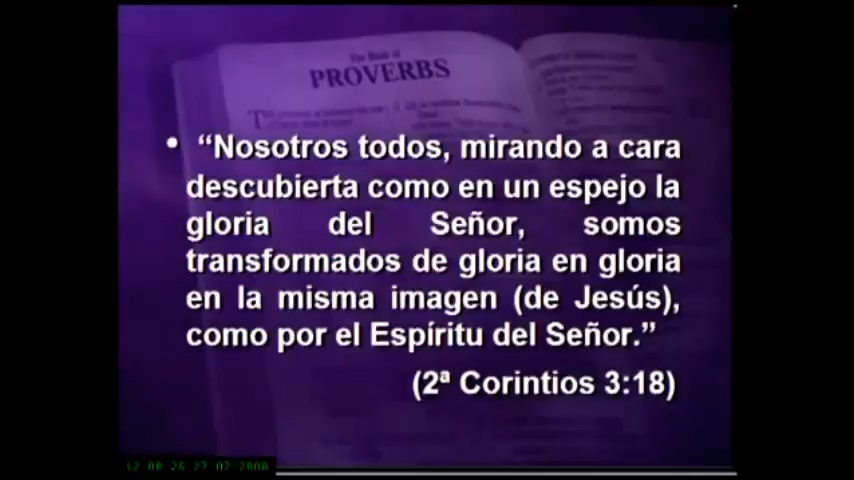 The Book of
PROVERBS
• “Nosotros todos, mirando a cara
descubierta como en un espejo la
gloria del Señor, somos
transformados de gloria en gloria
en la misma imagen (de Jesús),
como por el Espíritu del Señor.”
(2ª Corintios 3:18)
12 08 26 27-07-2008